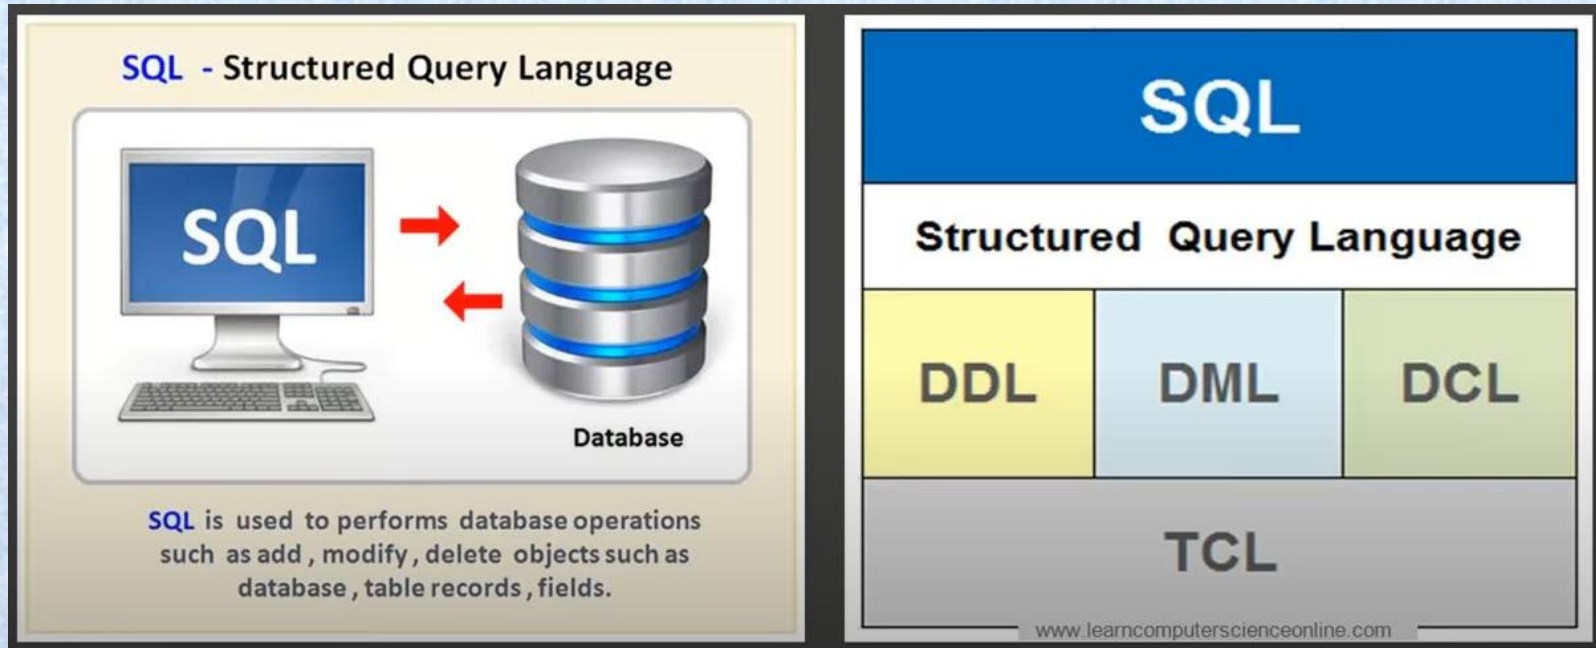 SQL - Structured Query Language
SQL
Database
SQL is used to performs database operations
such as add , modify , delete objects such as
database , table records , fields.
SQL
Structured Query Language
DDL DML DCL
TCL
www.learncomputerscienceonline.com